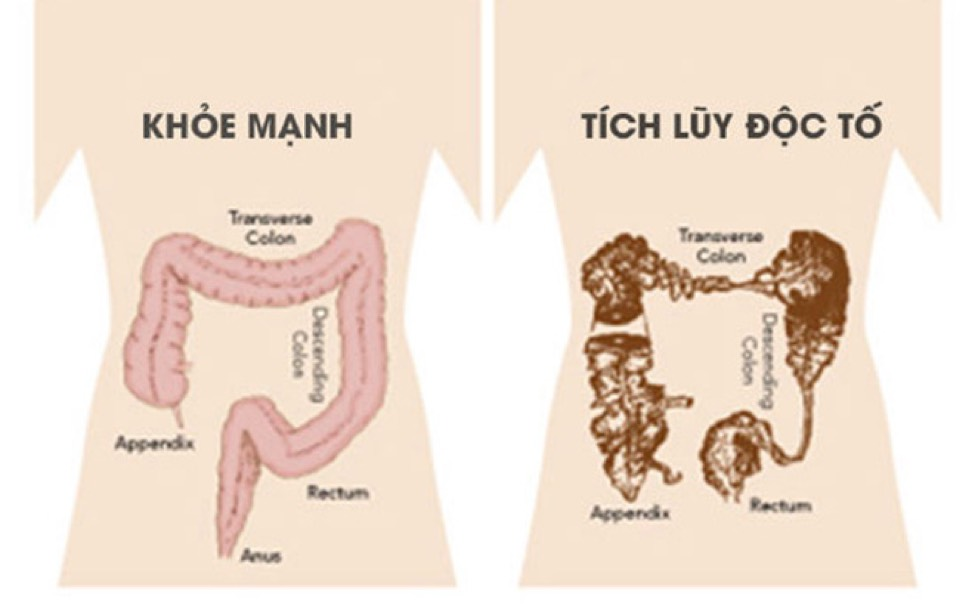 KHỎE MẠNH
Transverse
Colon
Descending
Colon
Appendix
Rectum
Anus
TÍCH LŨY ĐỘC TỐ
Transverse
Colon
Descending
Colon
Appendix
Rectum